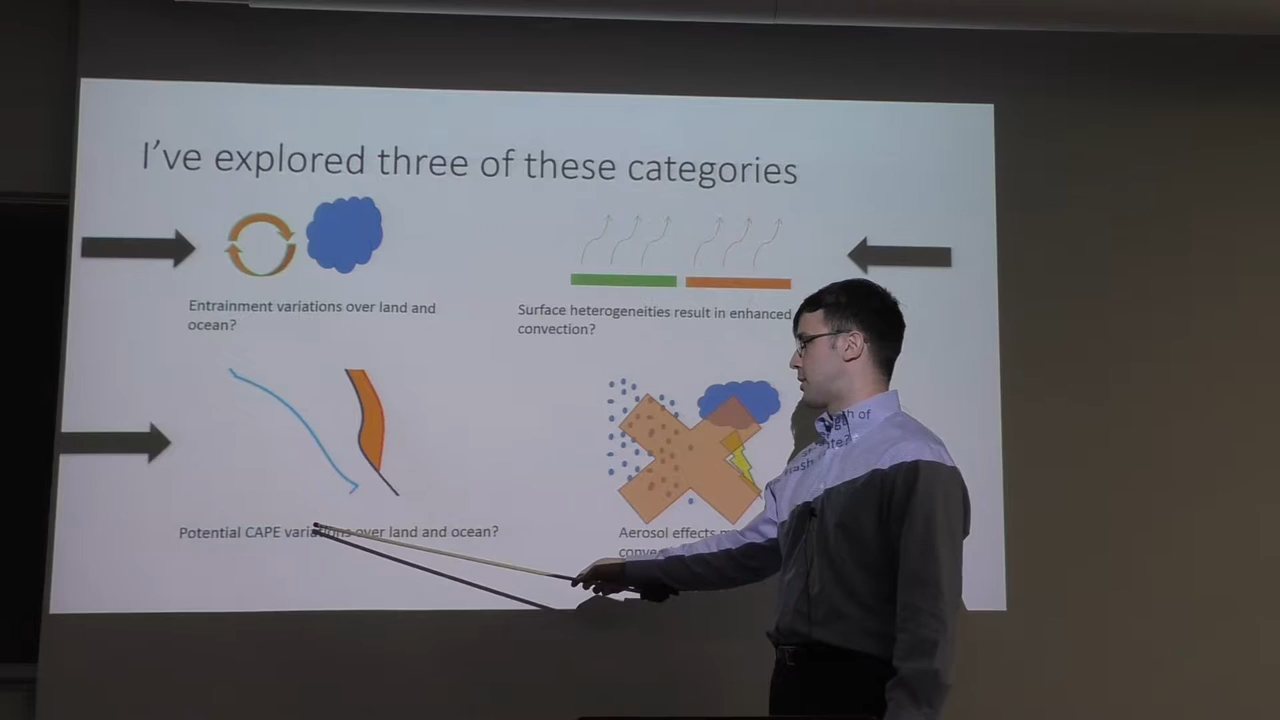 I've explored three of these categories
Entrainment variations over land and
ocean?
Surface heterogeneities result in enhanced
convection?
Potential CAPE variations over land and ocean?
Aerosol effects